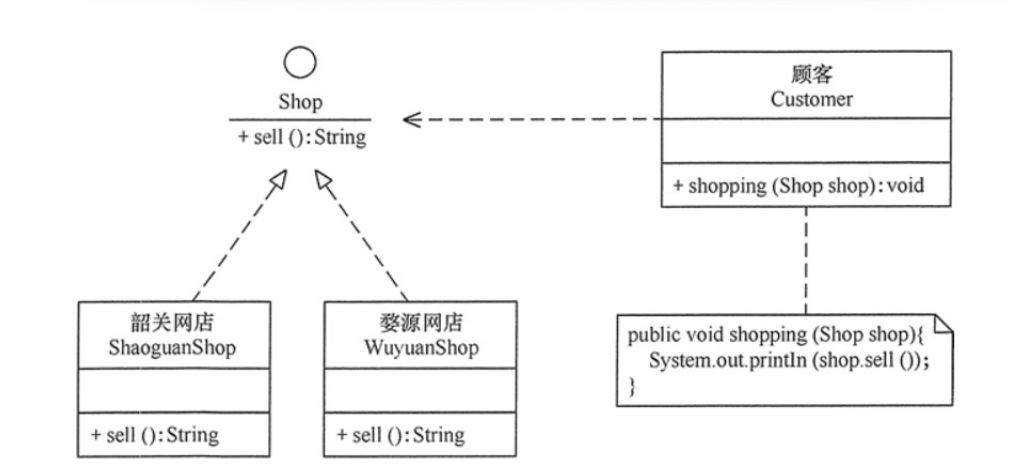 Shop
+ sell ():String
顾客
Customer
+ shopping (Shop shop):void
韶关网店
ShaoguanShop
+ sell ():String
婺源网店
WuyuanShop
+ sell ():String
public void shopping (Shop shop){
System.out.println (shop.sell ());
}